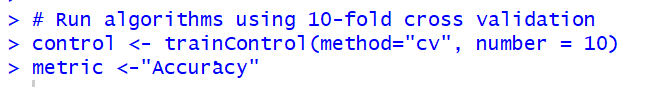 > # Run algorithms using 10-fold cross validation
> control <- trainControl(method="cv", number = 10)
> metric <-"Accuracy"